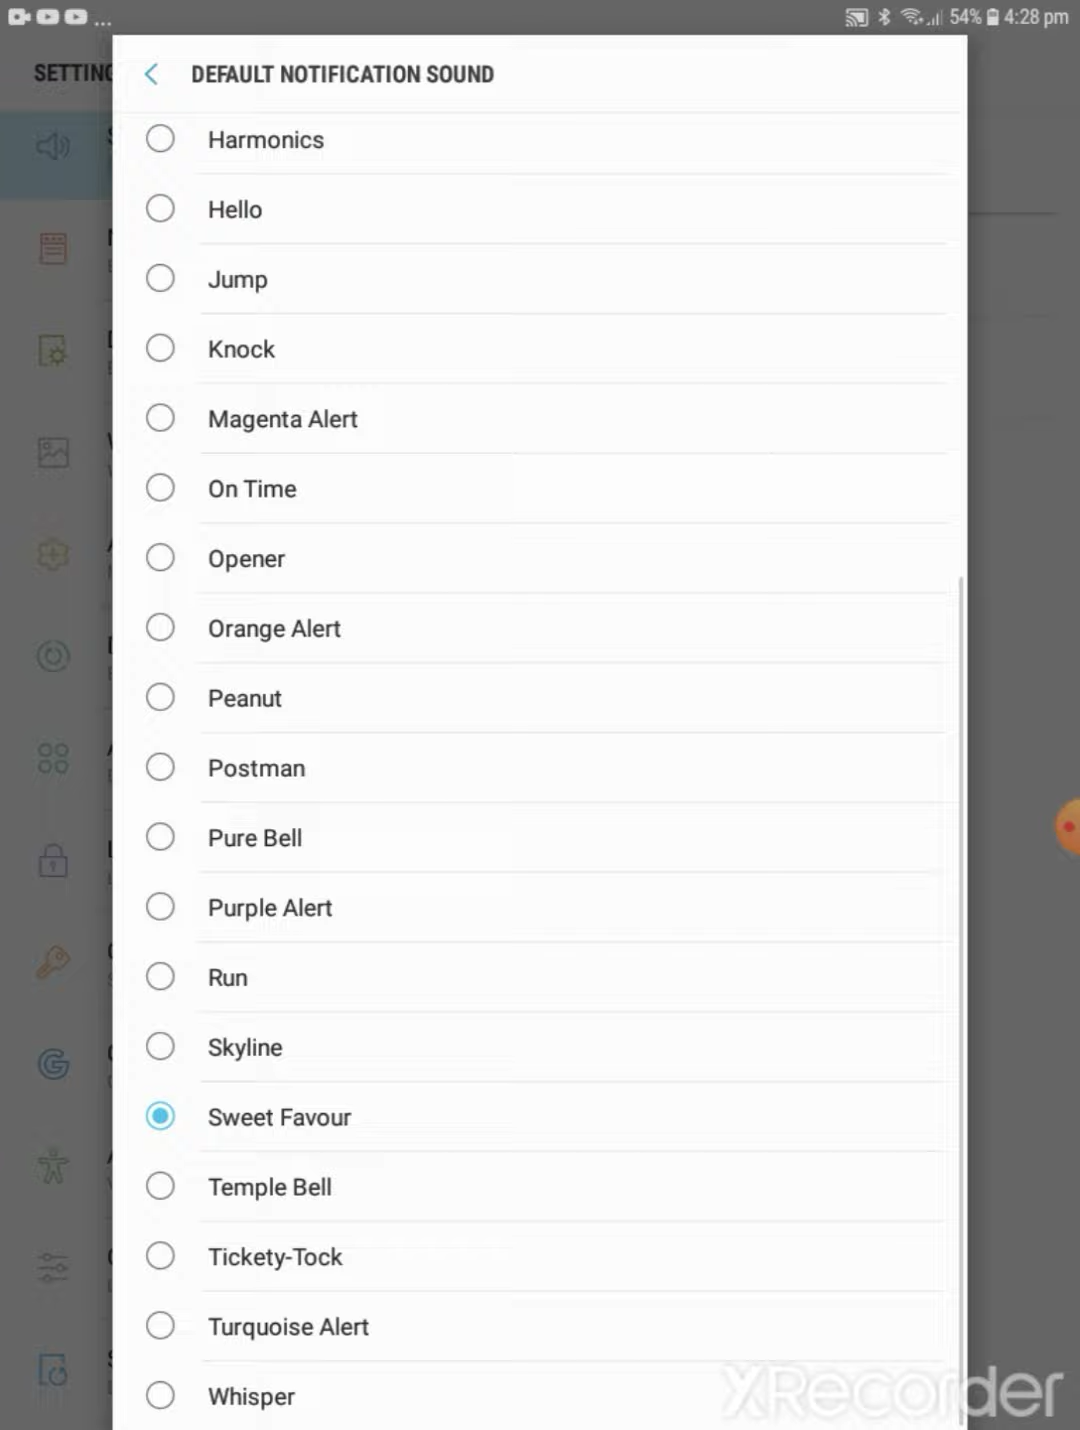 ... 54% 4:28 pm
SETTING
DEFAULT NOTIFICATION SOUND
Harmonics
Hello
Jump
Knock
Magenta Alert
On Time
Opener
Orange Alert
Peanut
Postman
Pure Bell
Purple Alert
Run
Skyline
Sweet Favour
Temple Bell
Tickety-Tock
Turquoise Alert
Whisper
XRecorder